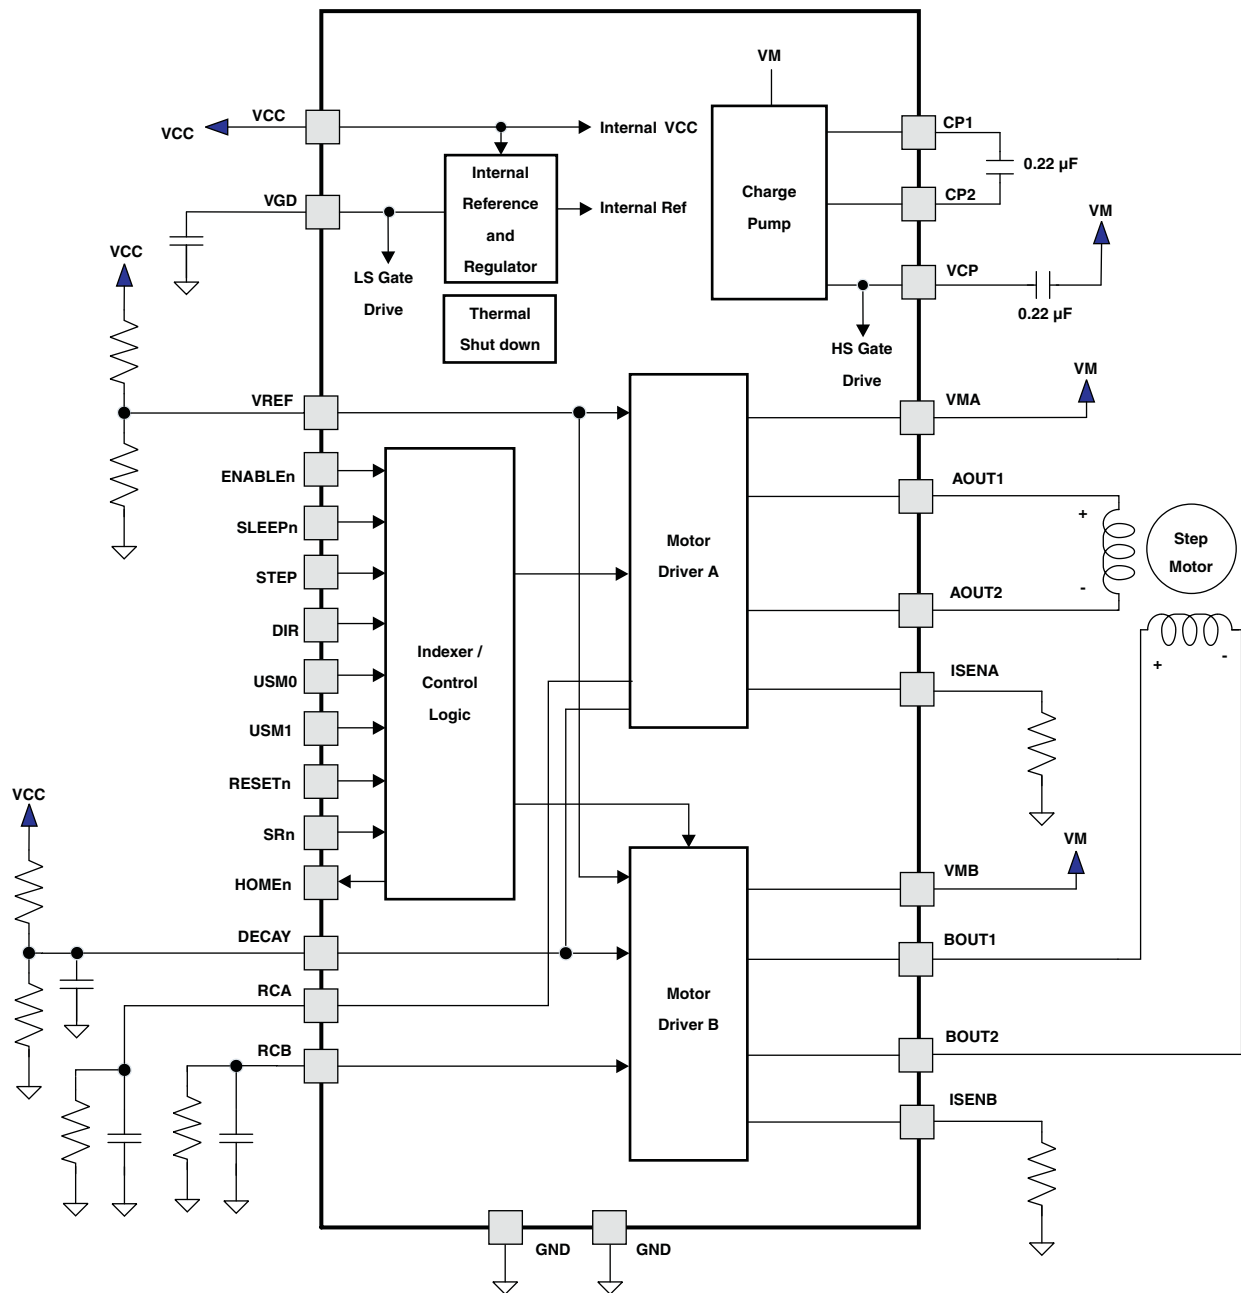 VM
VCC
VCC
Internal VCC
CP1
0.22 µF
Internal
Reference
and
Regulator
Charge
Pump
VGD
Internal Ref
CP2
VM
VCC
LS Gate
Drive
VCP
0.22 µF
Thermal
Shut down
HS Gate
Drive
VM
VREF
VMA
ENABLEn
AOUT1
+
SLEEPn
Motor
Driver A
Step
Motor
STEP
-
AOUT2
DIR
Indexer /
Control
Logic
+
-
USM0
ISENA
USM1
RESETn
VCC
SRn
VM
HOMEn
VMB
DECAY
BOUT1
RCA
Motor
Driver B
RCB
BOUT2
ISENB
GND
GND